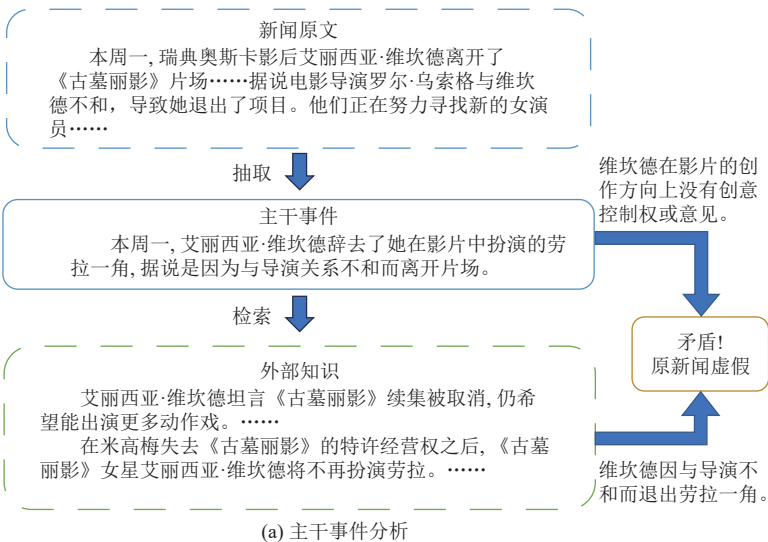 新闻原文
本周一, 瑞典奥斯卡影后艾丽西亚·维坎德离开了
《古墓丽影》片场……据说电影导演罗尔·乌索格与维坎
德不和，导致她退出了项目。他们正在努力寻找新的女演
员……
抽取
主干事件
本周一, 艾丽西亚·维坎德辞去了她在影片中扮演的劳
拉一角, 据说是因为与导演关系不和而离开片场。
检索
外部知识
艾丽西亚·维坎德坦言《古墓丽影》续集被取消, 仍希
望能出演更多动作戏。……
在米高梅失去《古墓丽影》的特许经营权之后, 《古墓
丽影》女星艾丽西亚·维坎德将不再扮演劳拉。……
维坎德在影片的创
作方向上没有创意
控制权或意见。
矛盾!
原新闻虚假
维坎德因与导演不
和而退出劳拉一角。
(a) 主干事件分析